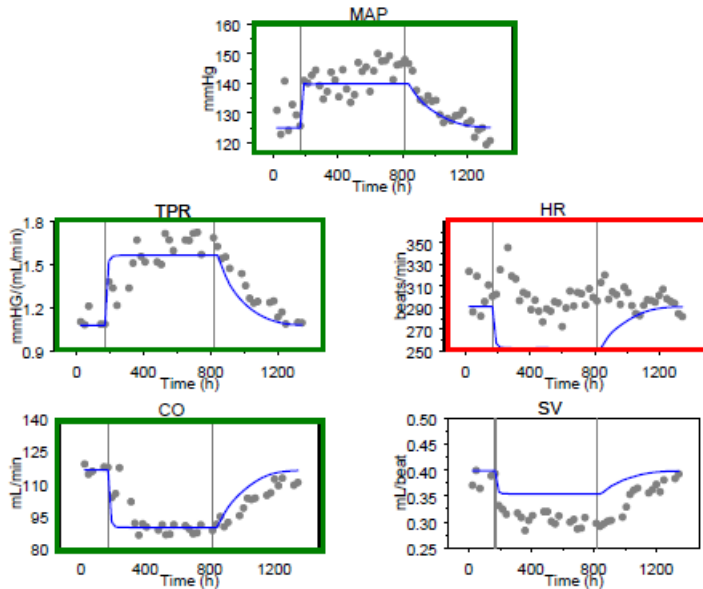 MAP
mmHg
160
150
140
130
120
0 400 800 1200
Time (h)
TPR
mmHG/(mL/min)
1.8
1.5
1.2
0.9
0 400 800 1200
Time (h)
HR
beats/min
350
330
310
290
270
250
0 400 800 1200
Time (h)
CO
mL/min
140
115
90
80
0 400 800 1200
Time (h)
SV
mL/beat
0.50
0.45
0.40
0.35
0.30
0.25
0 400 800 1200
Time (h)